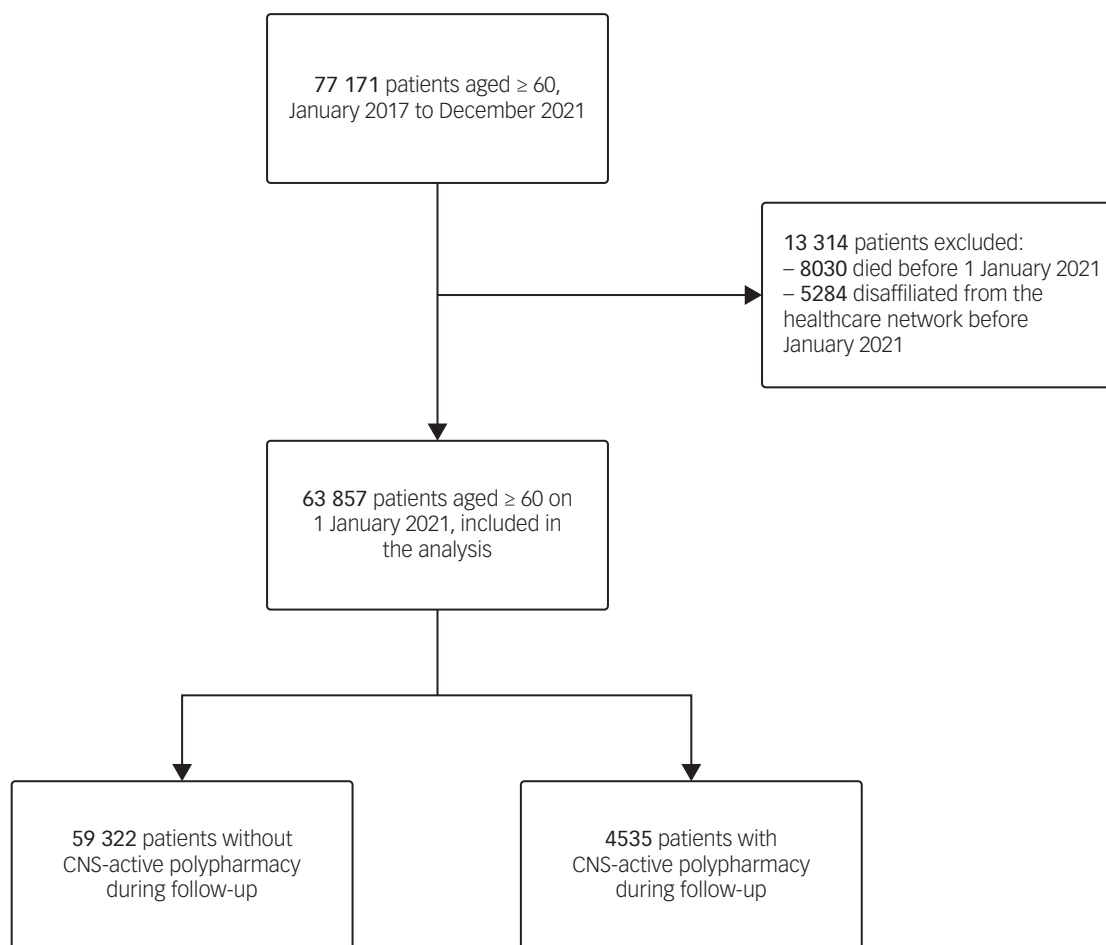 77 171 patients aged ≥ 60,
January 2017 to December 2021
13 314 patients excluded:
– 8030 died before 1 January 2021
– 5284 disaffiliated from the
healthcare network before
January 2021
63 857 patients aged ≥ 60 on
1 January 2021, included in
the analysis
59 322 patients without
CNS-active polypharmacy
during follow-up
4535 patients with
CNS-active polypharmacy
during follow-up